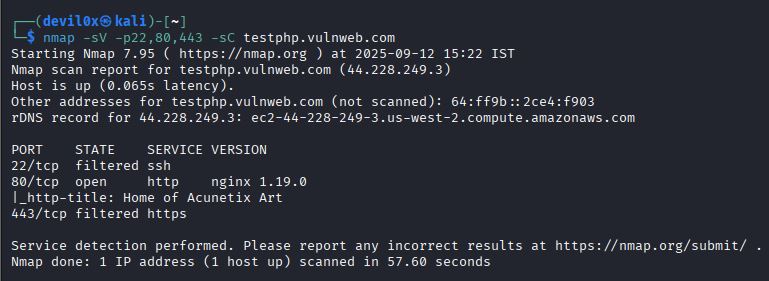 ┌──(devil0x㉿kali)-[~]
└─$ nmap -sV -p22,80,443 -sC testphp.vulnweb.com
Starting Nmap 7.95 ( https://nmap.org ) at 2025-09-12 15:22 IST
Nmap scan report for testphp.vulnweb.com (44.228.249.3)
Host is up (0.065s latency).
Other addresses for testphp.vulnweb.com (not scanned): 64:ff9b::2ce4:f903
rDNS record for 44.228.249.3: ec2-44-228-249-3.us-west-2.compute.amazonaws.com

PORT    STATE    SERVICE VERSION
22/tcp  filtered ssh
80/tcp  open     http    nginx 1.19.0
|_http-title: Home of Acunetix Art
443/tcp filtered https

Service detection performed. Please report any incorrect results at https://nmap.org/submit/ .
Nmap done: 1 IP address (1 host up) scanned in 57.60 seconds